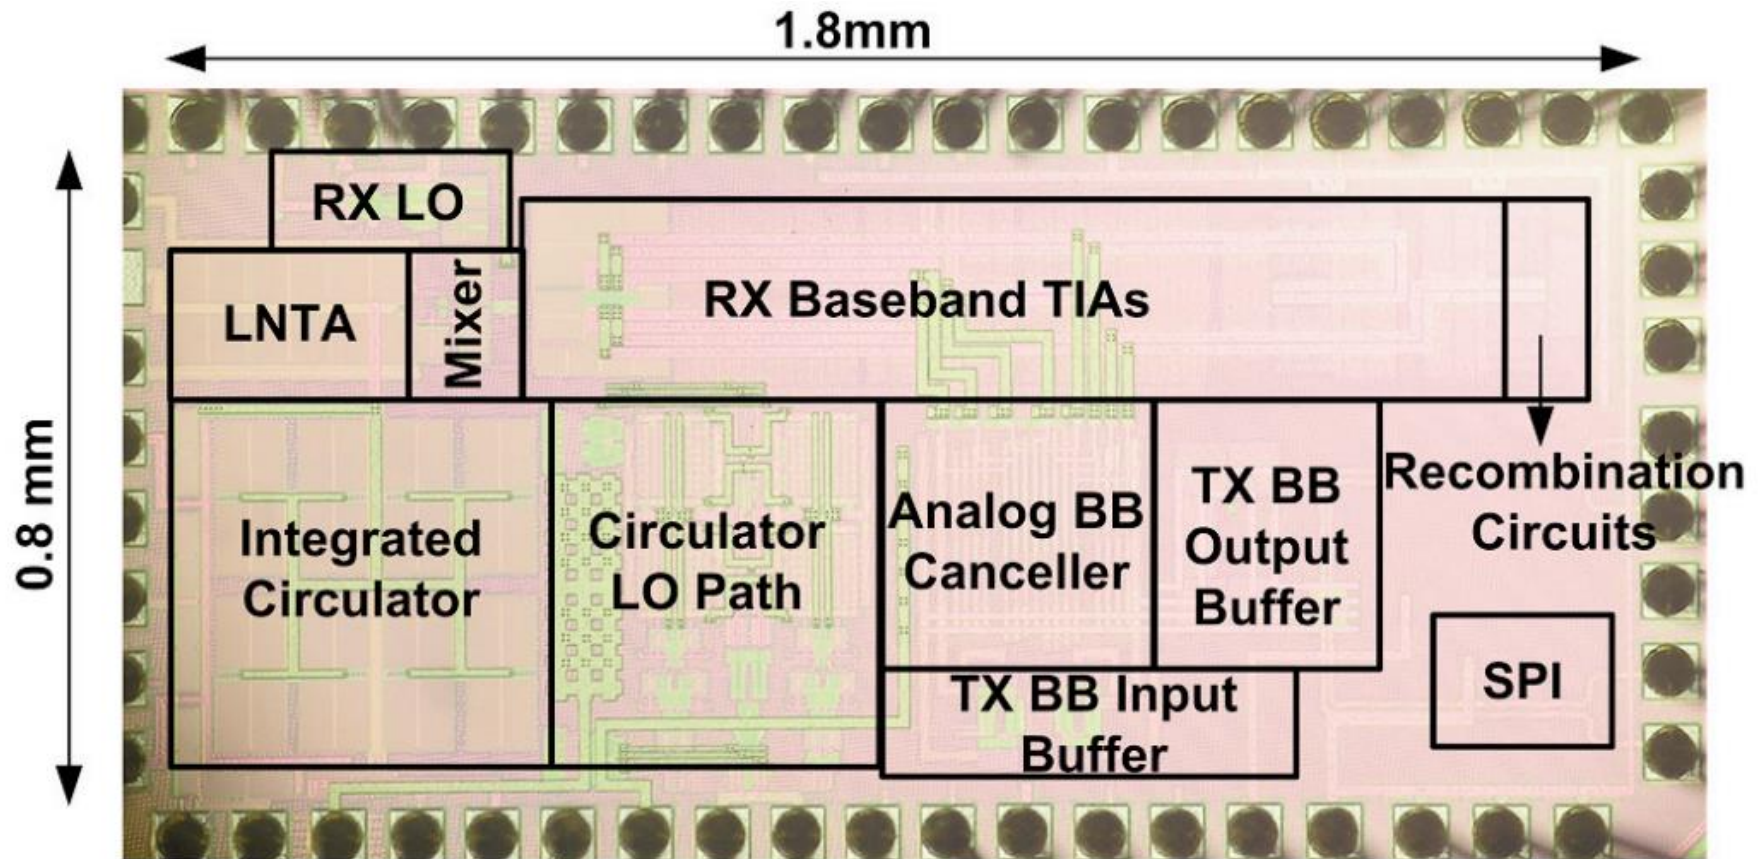 1.8mm
0.8 mm
RX LO
LNTA
Mixer
RX Baseband TIAs
Recombination
Circuits
Integrated
Circulator
Circulator
LO Path
Analog BB
Canceller
TX BB
Output
Buffer
TX BB Input
Buffer
SPI